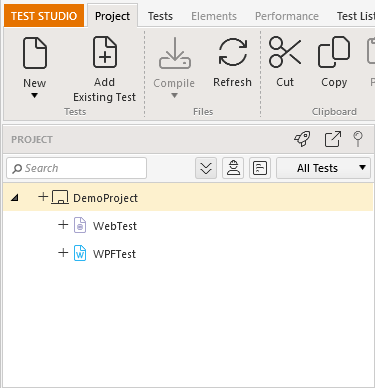 TEST STUDIO Project Tests Elements Performance Test List
New Add Existing Test Compile Refresh Cut Copy P
Tests Files Clipboard
PROJECT
Search All Tests
DemoProject
WebTest
WPFTest